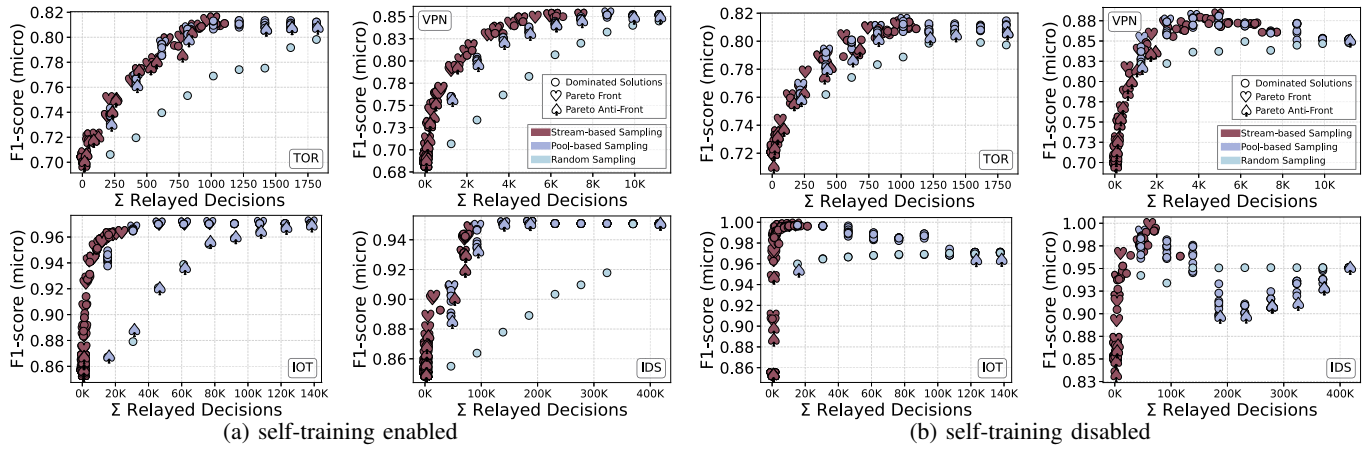 F1-score (micro)
0.82
0.80
0.78
0.76
0.74
0.72
0.70
TOR
0 250 500 750 1000 1250 1500 1750
Σ Relayed Decisions
VPN
0.85
0.83
0.80
0.78
0.75
0.73
0.70
0.68
Dominated Solutions
Pareto Front
Pareto Anti-Front
Stream-based Sampling
Pool-based Sampling
Random Sampling
0K 2K 4K 6K 8K 10K
Σ Relayed Decisions
F1-score (micro)
0.82
0.80
0.78
0.76
0.74
0.72
TOR
0 250 500 750 1000 1250 1500 1750
Σ Relayed Decisions
VPN
0.88
0.85
0.83
0.80
0.78
0.75
0.73
0.70
Dominated Solutions
Pareto Front
Pareto Anti-Front
Stream-based Sampling
Pool-based Sampling
Random Sampling
0K 2K 4K 6K 8K 10K
Σ Relayed Decisions
F1-score (micro)
0.96
0.94
0.92
0.90
0.88
0.86
IOT
0K 20K 40K 60K 80K 100K 120K 140K
Σ Relayed Decisions
F1-score (micro)
0.94
0.92
0.90
0.88
0.86
IDS
0K 100K 200K 300K 400K
Σ Relayed Decisions
F1-score (micro)
1.00
0.98
0.96
0.94
0.92
0.90
0.88
0.86
IOT
0K 20K 40K 60K 80K 100K 120K 140K
Σ Relayed Decisions
F1-score (micro)
1.00
0.98
0.95
0.93
0.90
0.88
0.85
0.83
IDS
0K 100K 200K 300K 400K
Σ Relayed Decisions
(a) self-training enabled
(b) self-training disabled